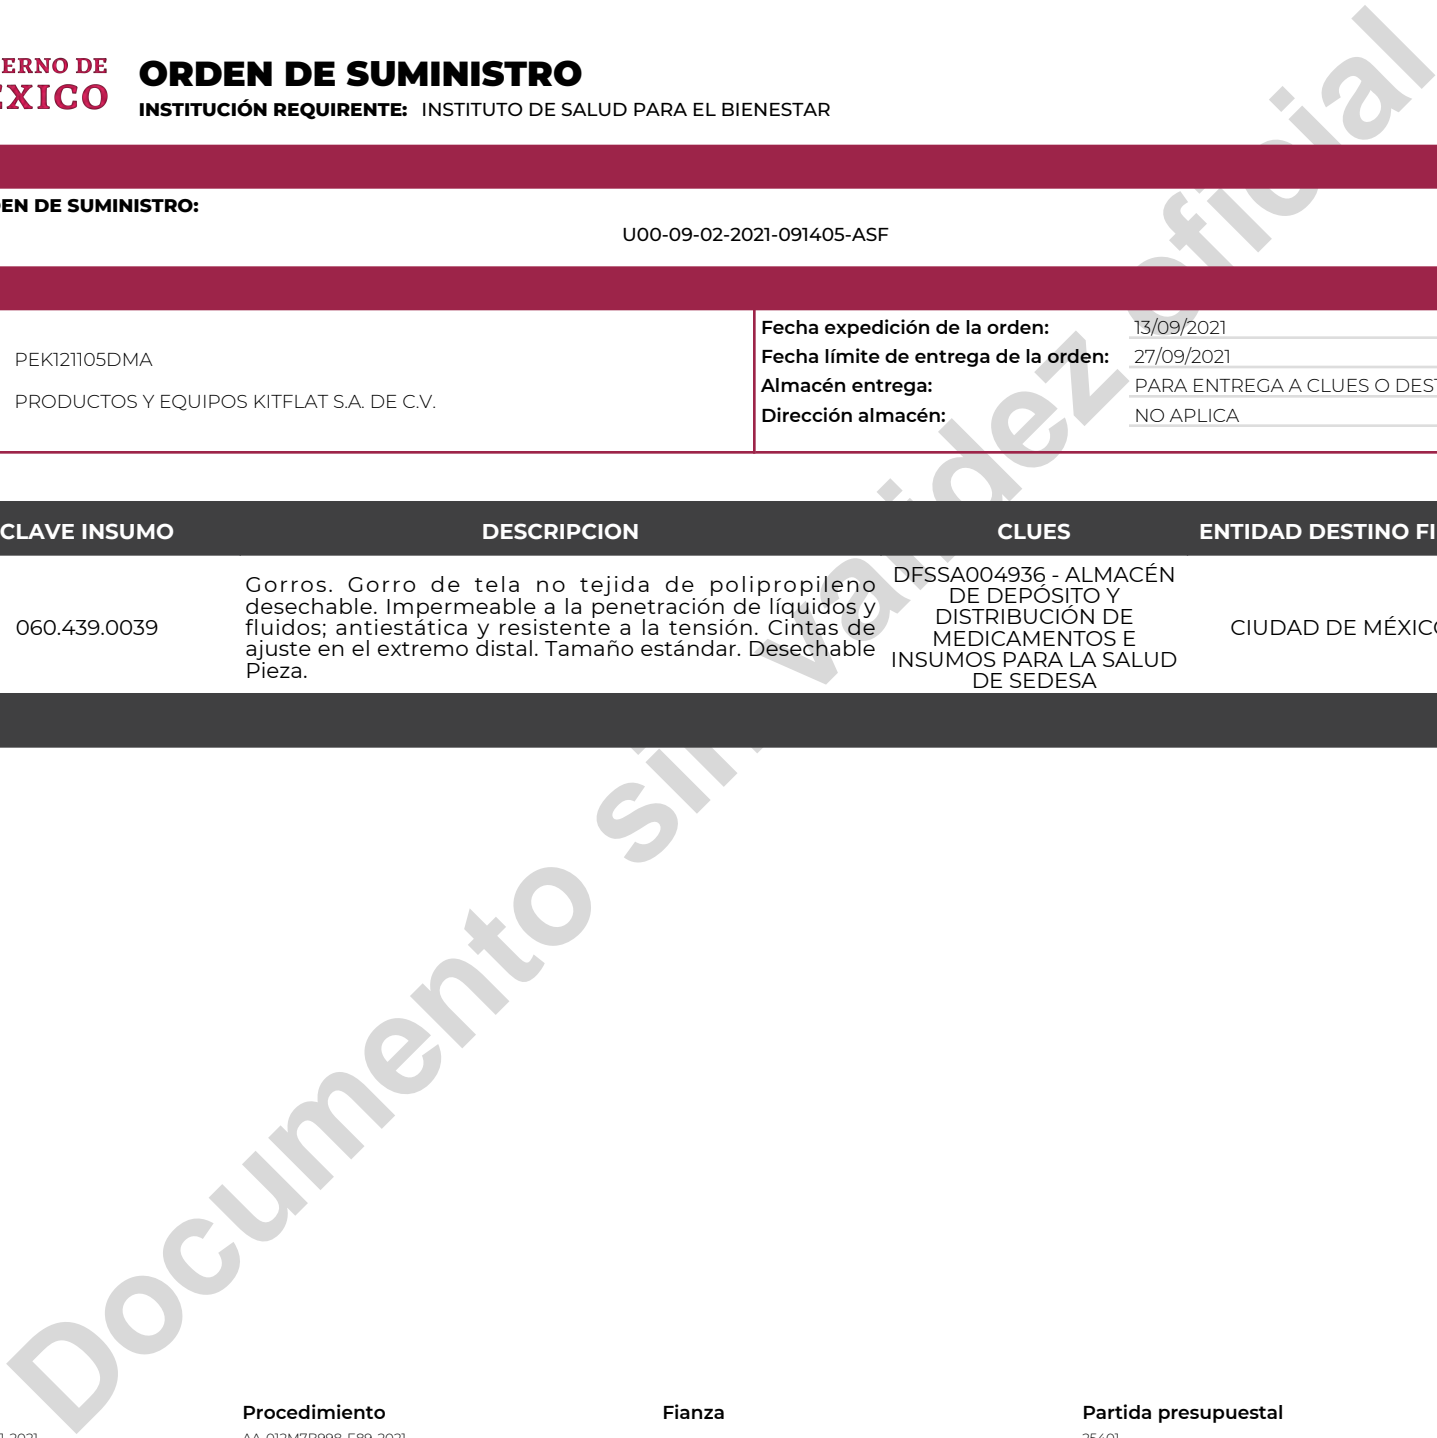 ERNO DE
ORDEN DE SUMINISTRO
INSTITUCIÓN REQUIRENTE: INSTITUTO DE SALUD PARA EL BIENESTAR
EN DE SUMINISTRO:
U00-09-02-2021-091405-ASF
PEK121105DMA
PRODUCTOS Y EQUIPOS KITFLAT S.A. DE C.V.
Fecha expedición de la orden: 13/09/2021
Fecha límite de entrega de la orden: 27/09/2021
Almacén entrega: PARA ENTREGA A CLUES O DEST
Dirección almacén: NO APLICA
CLAVE INSUMO DESCRIPCION CLUES ENTIDAD DESTINO FI
060.439.0039
Gorros. Gorro de tela no tejida de polipropileno
desechable. Impermeable a la penetración de líquidos y
fluidos; antiestática y resistente a la tensión. Cintas de
ajuste en el extremo distal. Tamaño estándar. Desechable
Pieza.
DFSSA004936 - ALMACÉN
DE DEPÓSITO Y
DISTRIBUCIÓN DE
MEDICAMENTOS E
INSUMOS PARA LA SALUD
DE SEDESA
CIUDAD DE MÉXICO
Documento sin validez oficial
Procedimiento Fianza Partida presupuestal